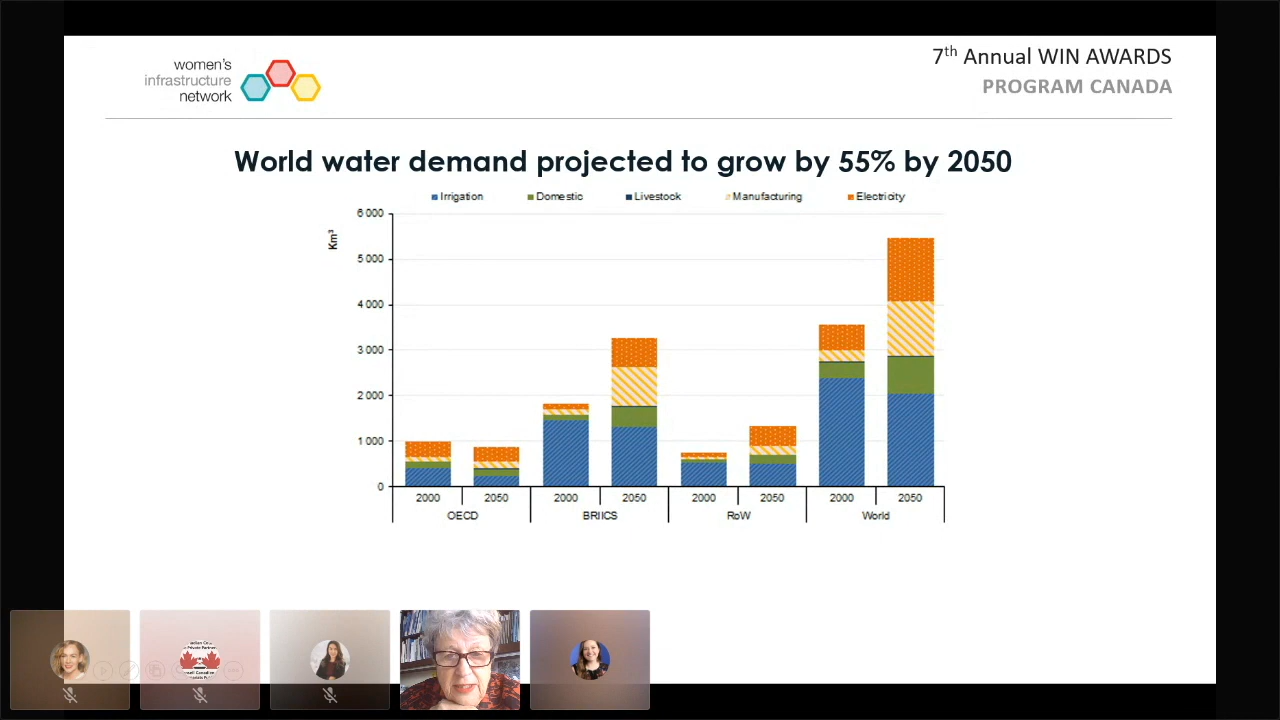 women's
infrastructure
network
7th Annual WIN AWARDS
PROGRAM CANADA
World water demand projected to grow by 55% by 2050
Irrigation Domestic Livestock Manufacturing Electricity
Km³
6 000
5 000
4 000
3 000
2 000
1 000
0
2000 2050 2000 2050 2000 2050 2000 2050
OECD BRIICS RoW World